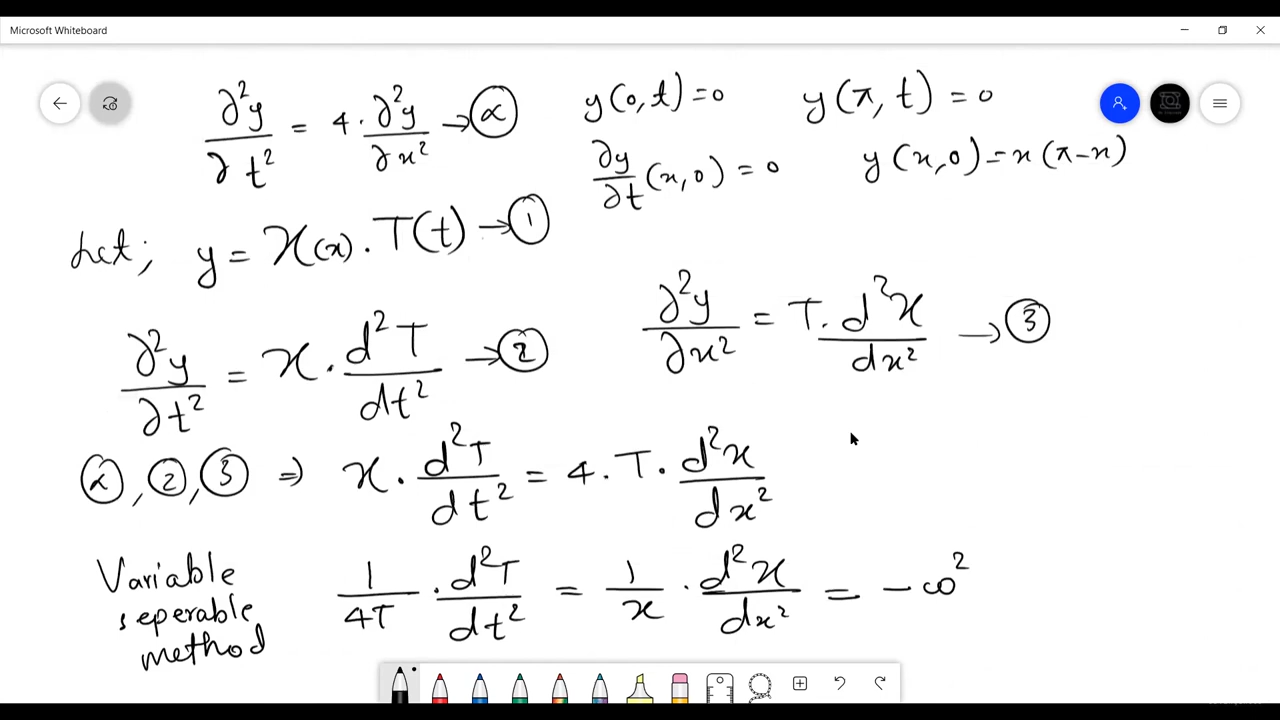 Microsoft Whiteboard
∂²y/∂t² = 4 · ∂²y/∂x² → (α)
y(0,t) = 0
y(π,t) = 0
∂y/∂t (x,0) = 0
y(x,0) = x(π-x)
Let; y = X(x) . T(t) → (1)
∂²y/∂t² = X . d²T/dt² → (2)
∂²y/∂x² = T . d²X/dx² → (3)
(α), (2), (3) ⇒ X . d²T/dt² = 4 . T . d²X/dx²
Variable
seperable
method
1/4T . d²T/dt² = 1/X . d²X/dx² = - ω²